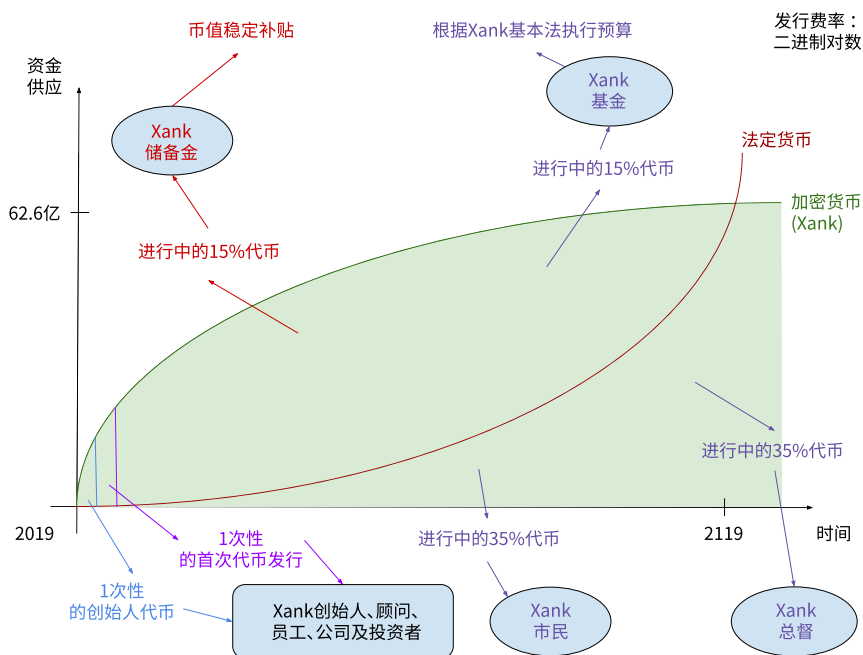 币值稳定补贴
根据Xank基本法执行预算
发行费率：
二进制对数
资金
供应
Xank
基金
Xank
储备金
法定货币
进行中的15%代币
加密货币
(Xank)
62.6亿
进行中的15%代币
进行中的35%代币
2019
2119
时间
1次性
的首次代币发行
进行中的35%代币
1次性
的创始人代币
Xank创始人、顾问、
员工、公司及投资者
Xank
市民
Xank
总督